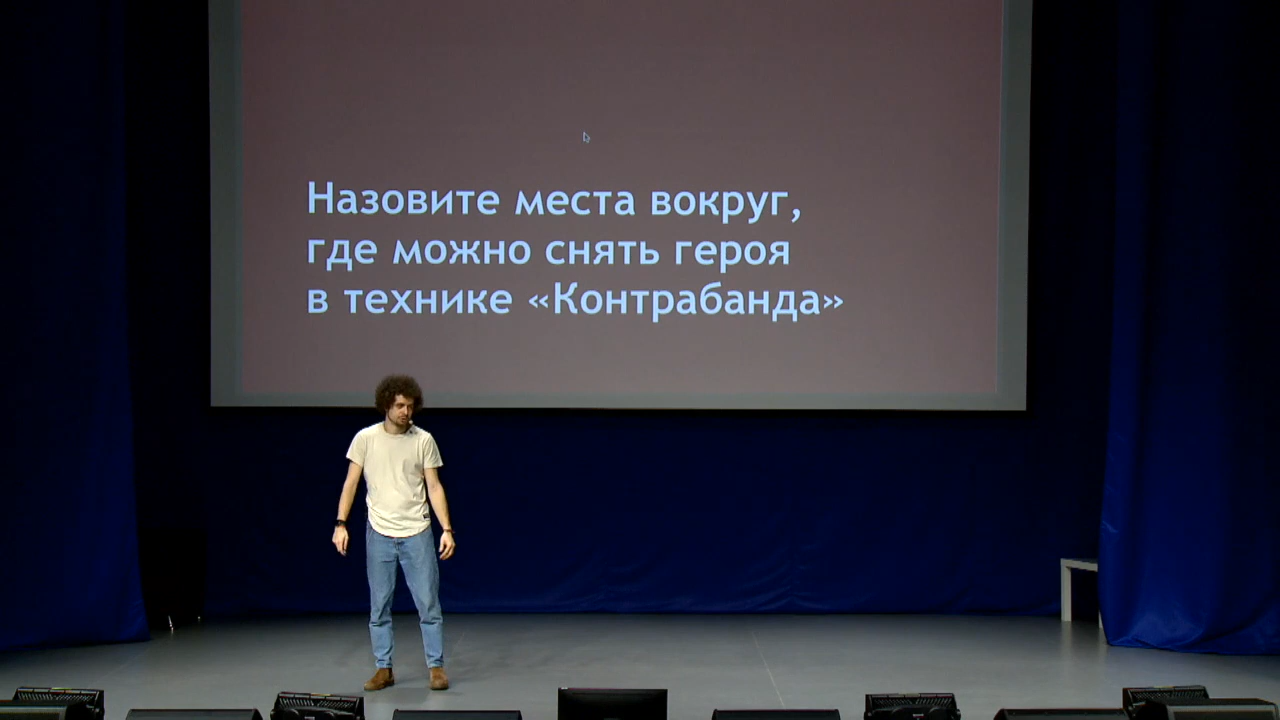 Назовите места вокруг,
где можно снять героя
в технике «Контрабанда»